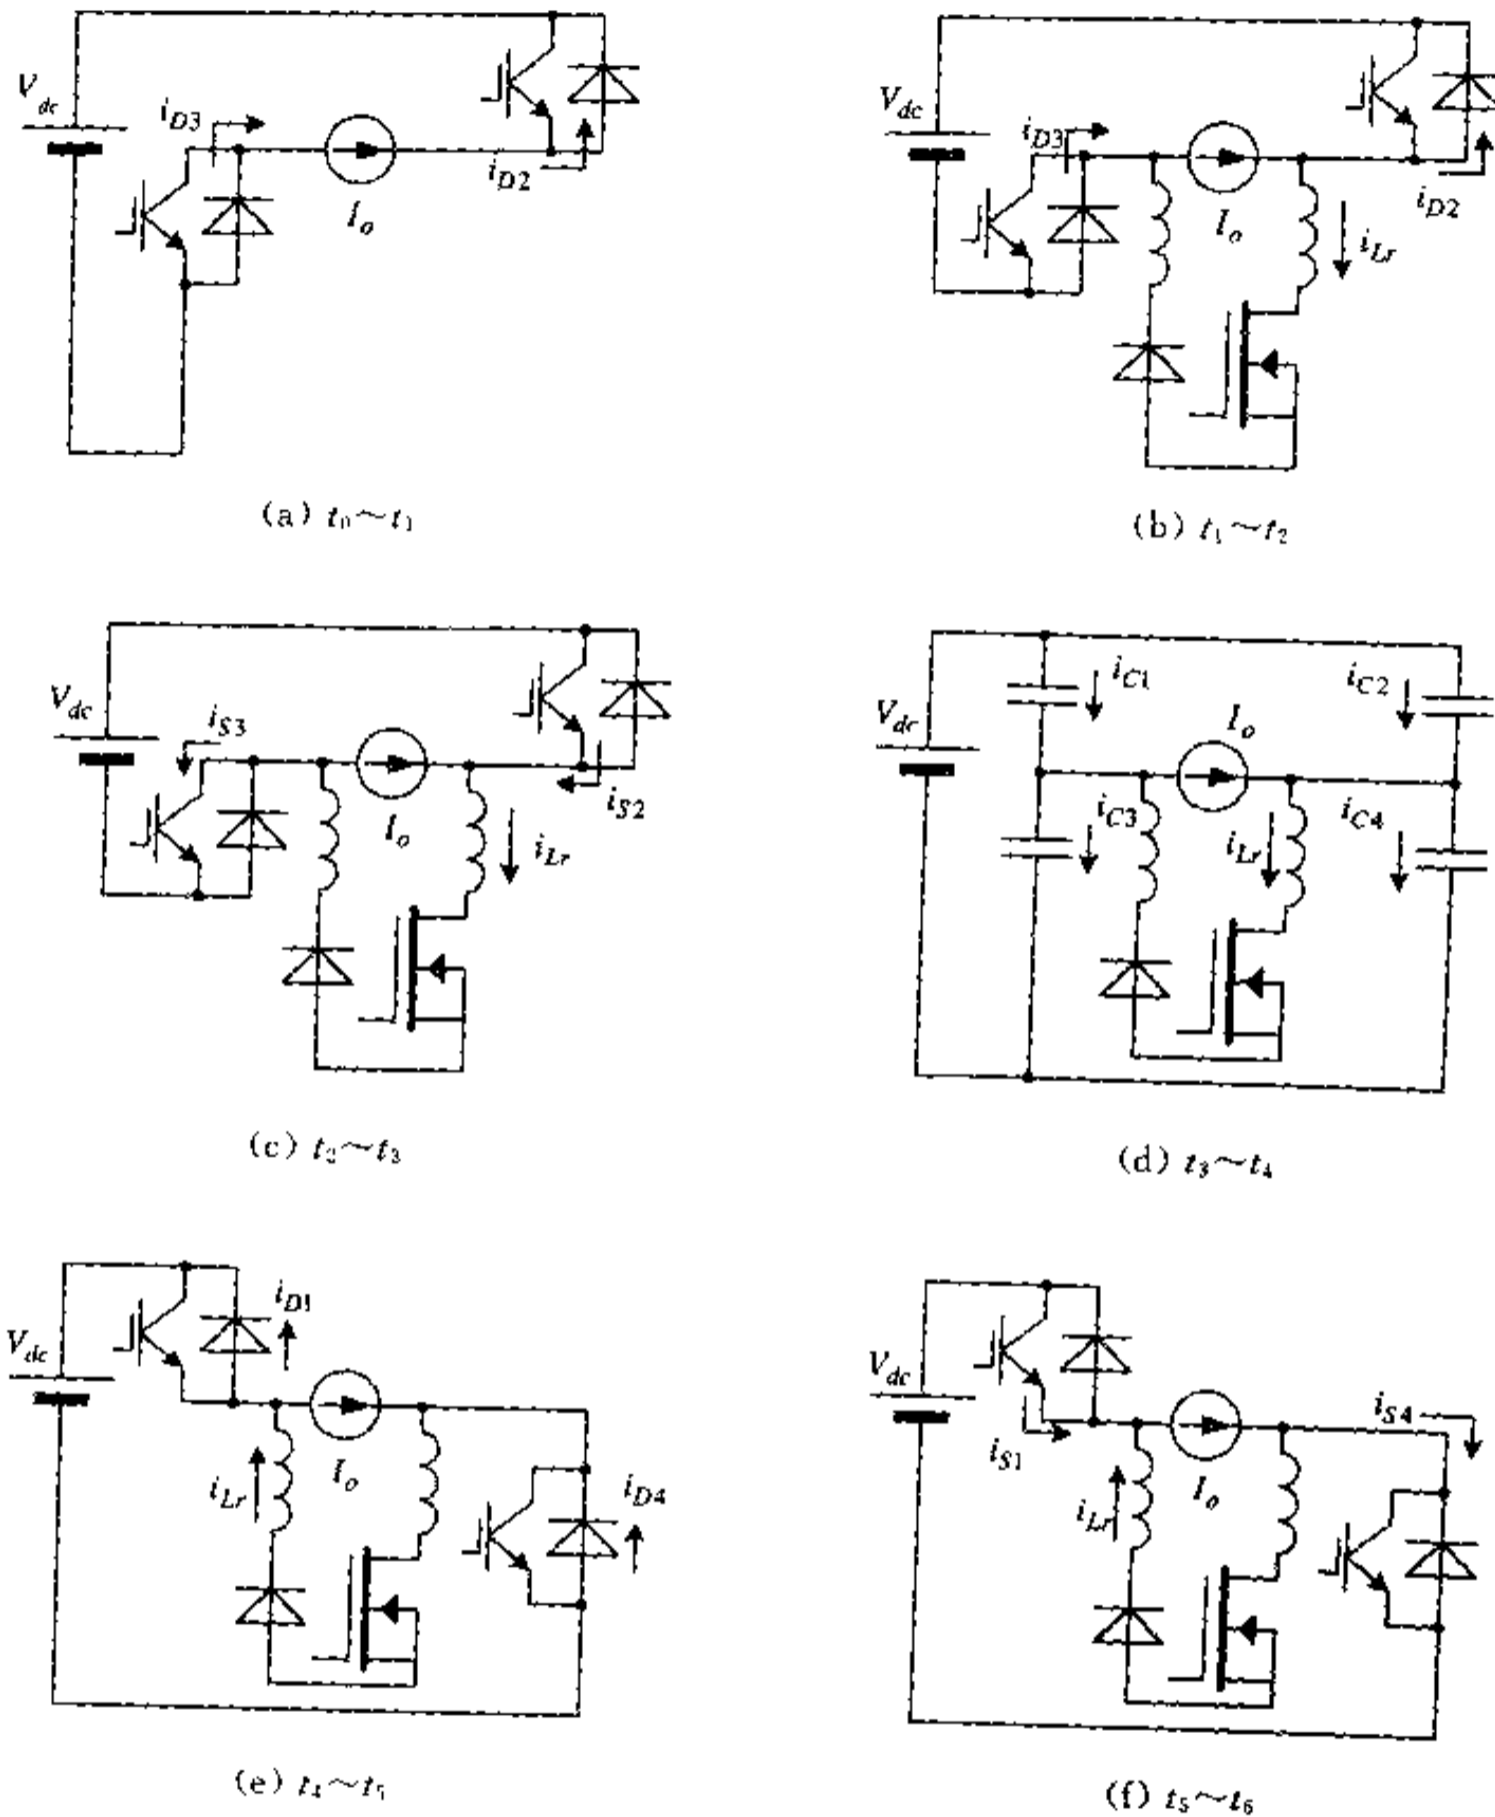 V_dc
i_D3
i_D2
I_o
(a) t₀～t₁
V_dc
i_D3
I_o
i_D2
i_Lr
(b) t₁～t₂
V_dc
i_S3
I_o
i_S2
i_Lr
(c) t₂～t₃
V_dc
i_C1
i_C2
I_o
i_C3
i_Lr
i_C4
(d) t₃～t₄
V_dc
i_D1
i_Lr
I_o
i_D4
(e) t₄～t₅
V_dc
i_S1
i_S4
i_Lr
I_o
(f) t₅～t₆